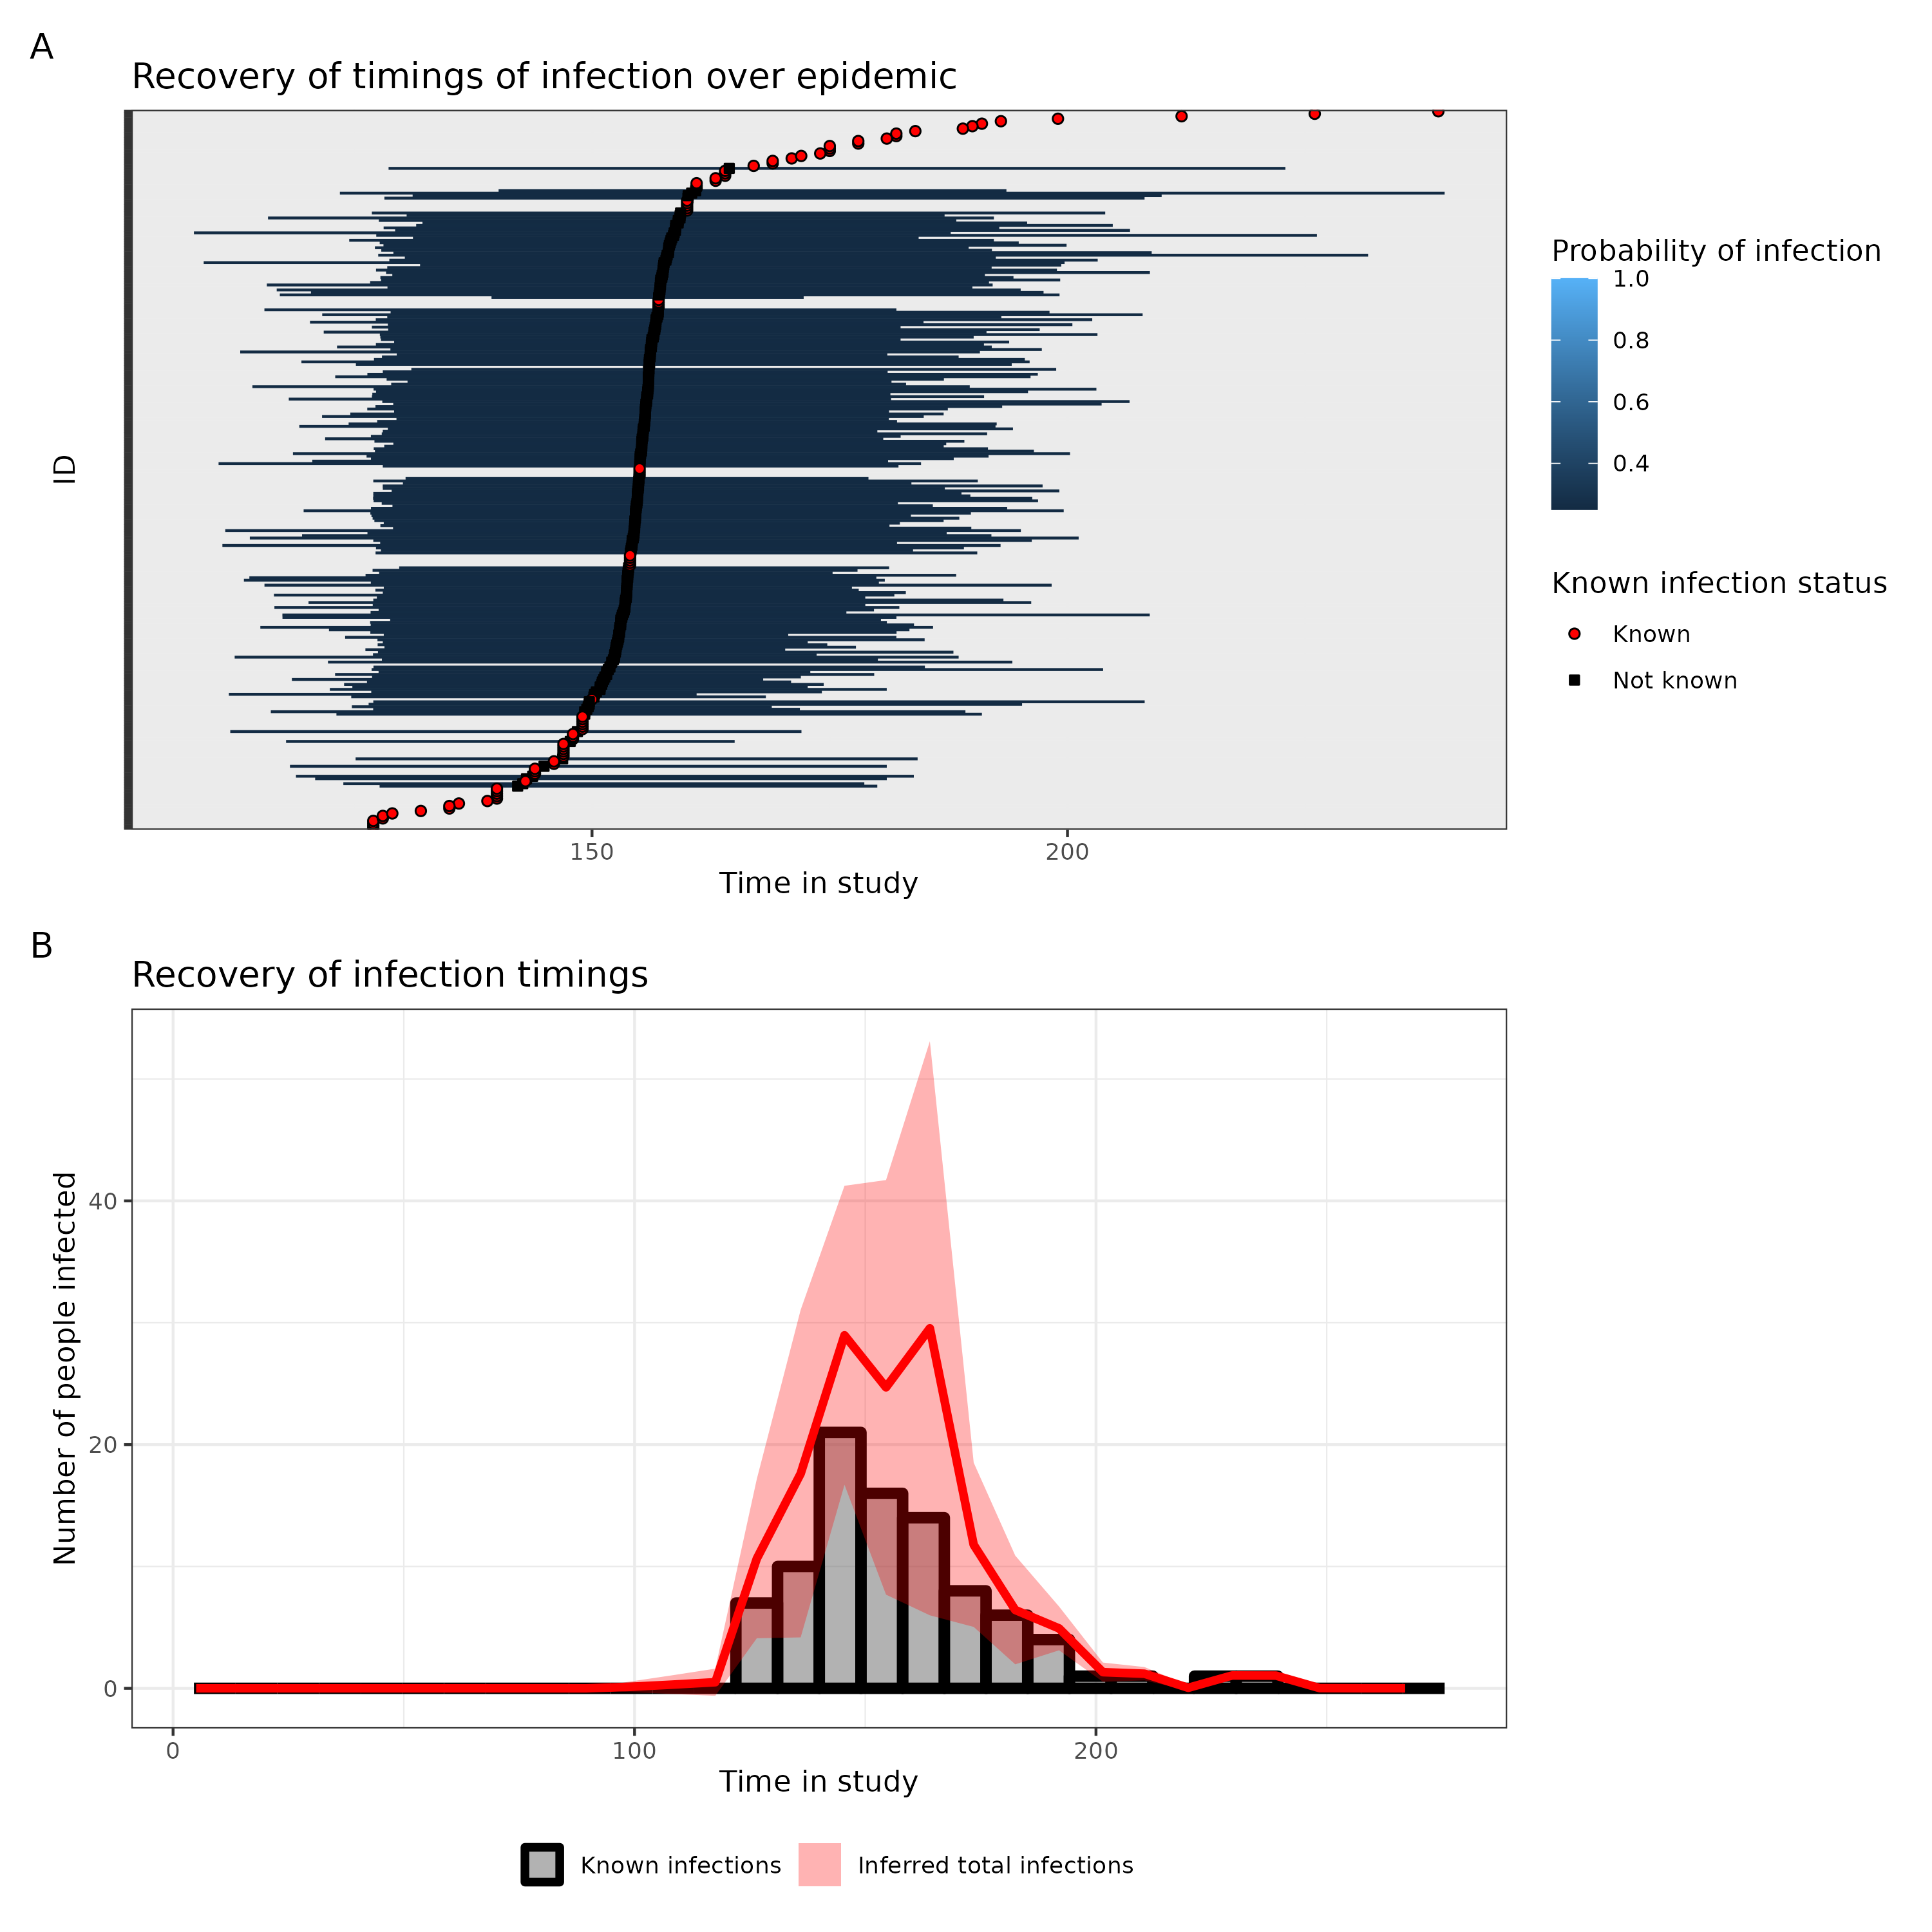 A
Recovery of timings of infection over epidemic
ID
150
200
Time in study
Probability of infection
1.0
0.8
0.6
0.4
Known infection status
Known
Not known
B
Recovery of infection timings
Number of people infected
40
20
0
0
100
200
Time in study
Known infections
Inferred total infections